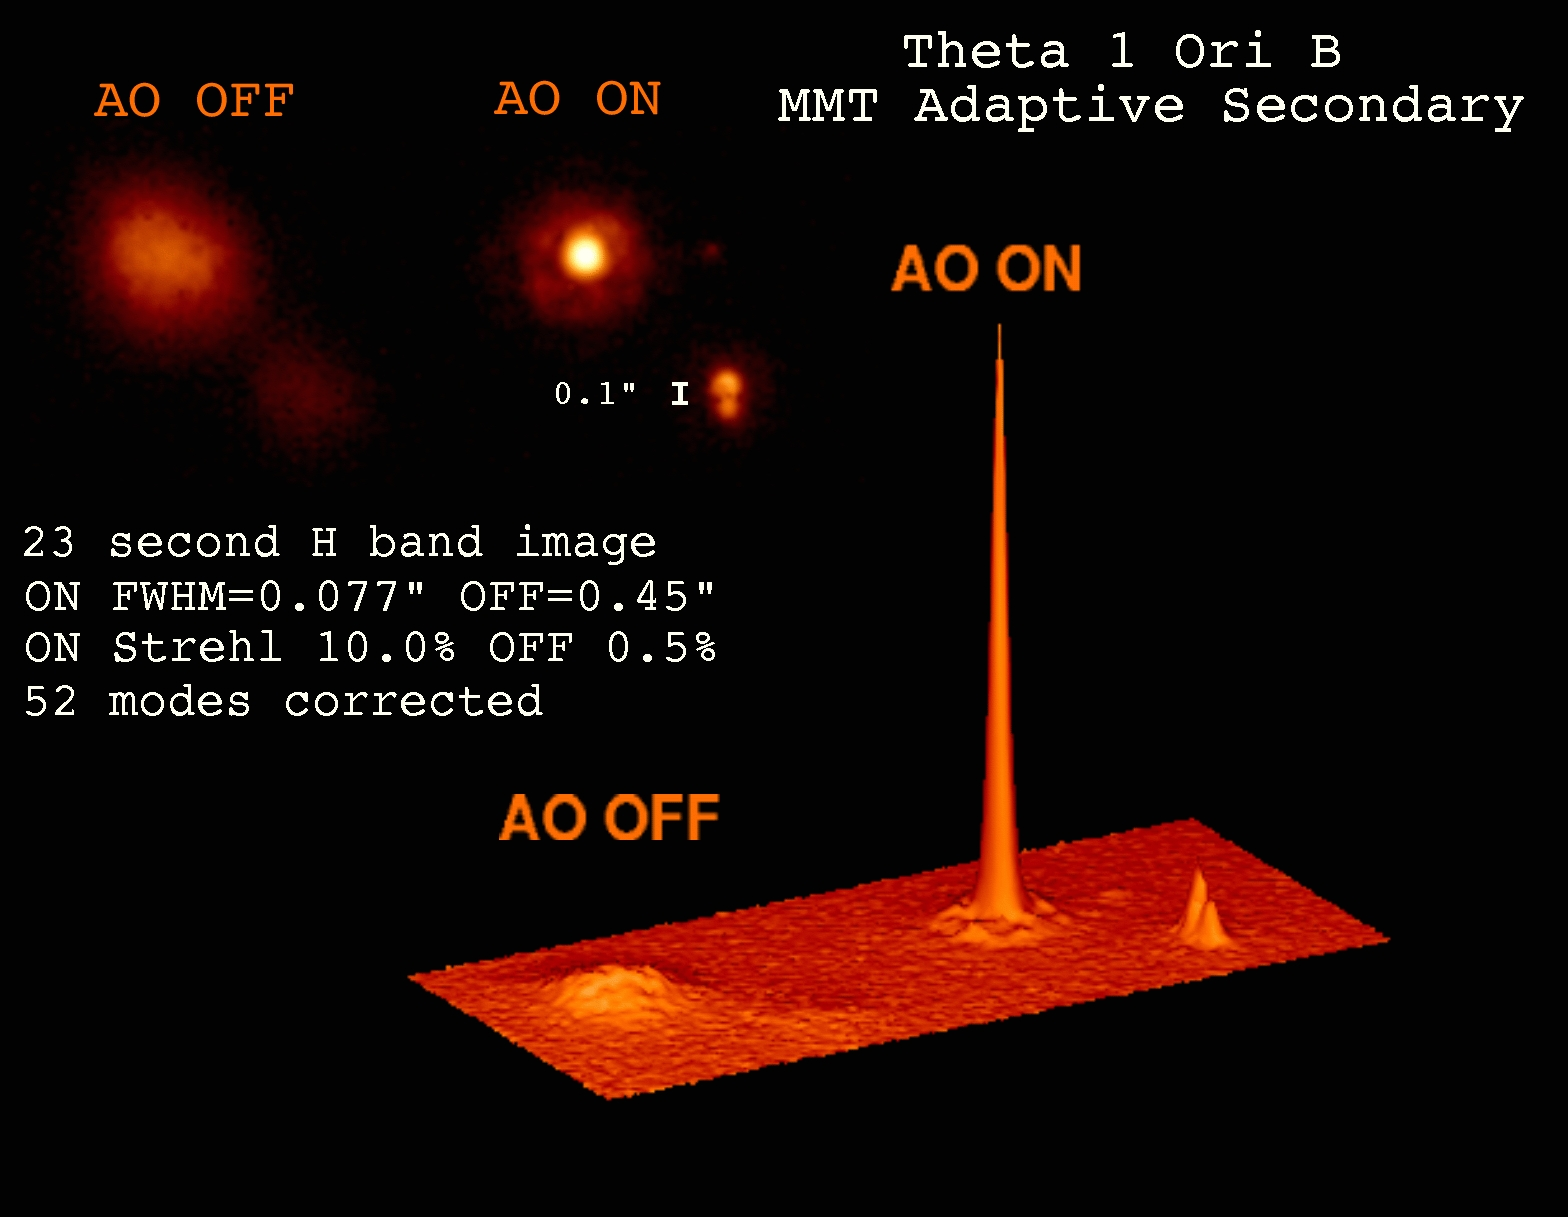 Theta 1 Ori B
MMT Adaptive Secondary
AO OFF
AO ON
AO ON
0.1" I
23 second H band image
ON FWHM=0.077" OFF=0.45"
ON Strehl 10.0% OFF 0.5%
52 modes corrected
AO OFF